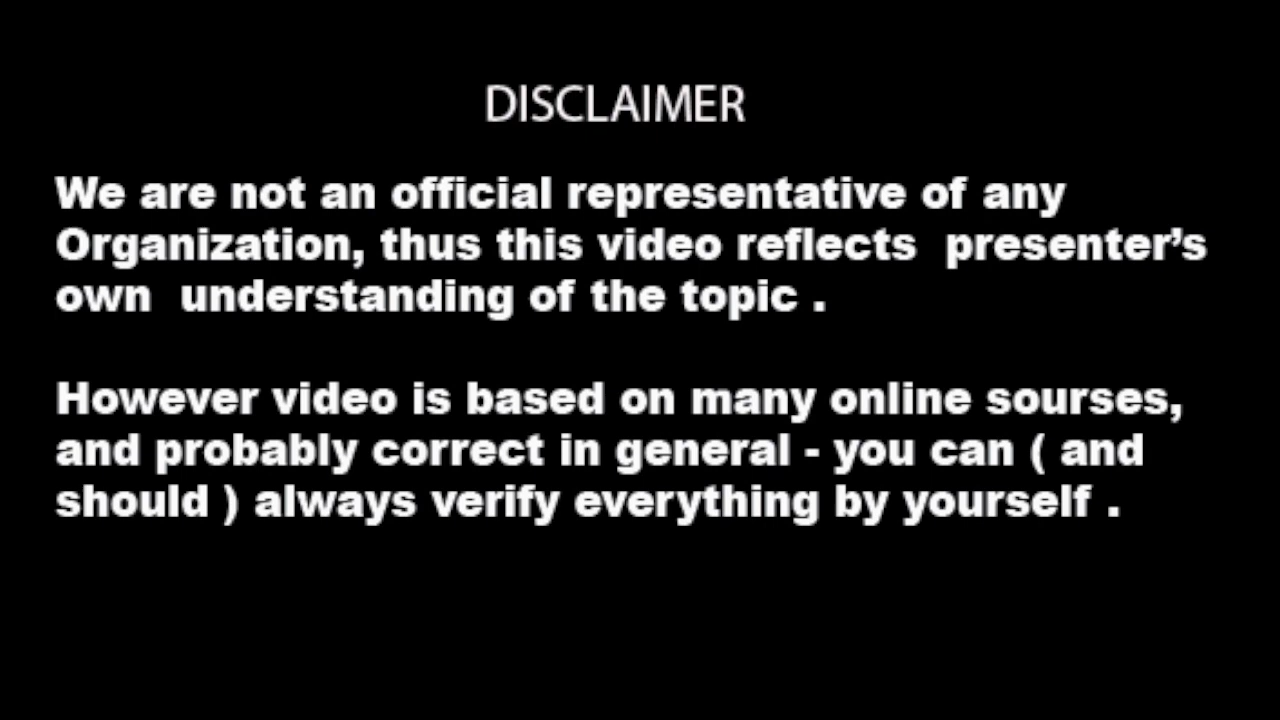 DISCLAIMER
We are not an official representative of any
Organization, thus this video reflects  presenter’s
own  understanding of the topic .
However video is based on many online sourses,
and probably correct in general - you can ( and
should ) always verify everything by yourself .